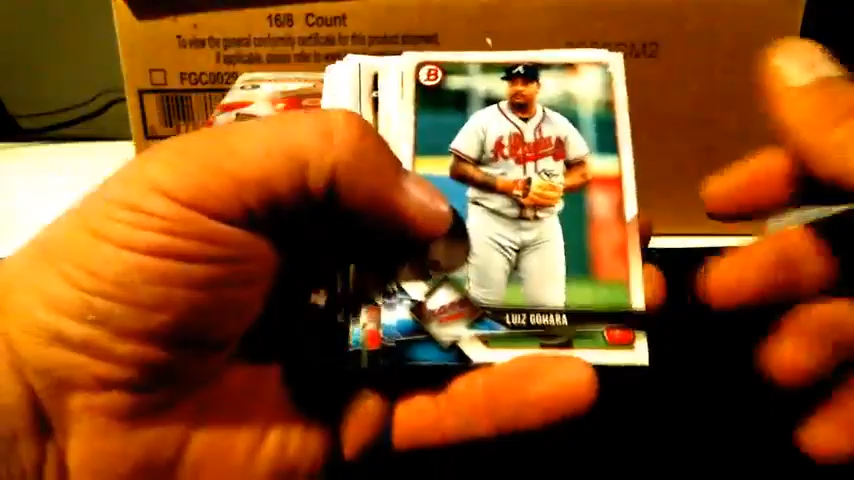 16/8 Count
To view the general conformity certificate for this product statement,
if applicable, please refer to
FGC0029
B
A
Braves
LUIZ GOHARA